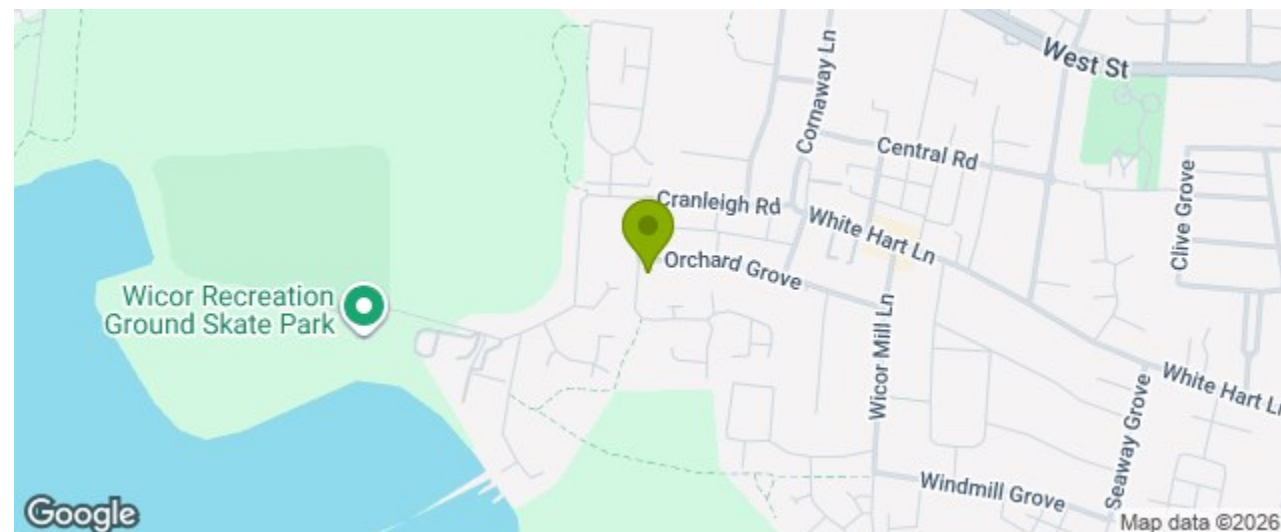 West St
Cornaway Ln
Central Rd
Cranleigh Rd
White Hart Ln
Clive Grove
Orchard Grove
Wicor Recreation
Ground Skate Park
Wicor Mill Ln
White Hart Ln
Seaway Grove
Windmill Grove
Google
Map data ©2026